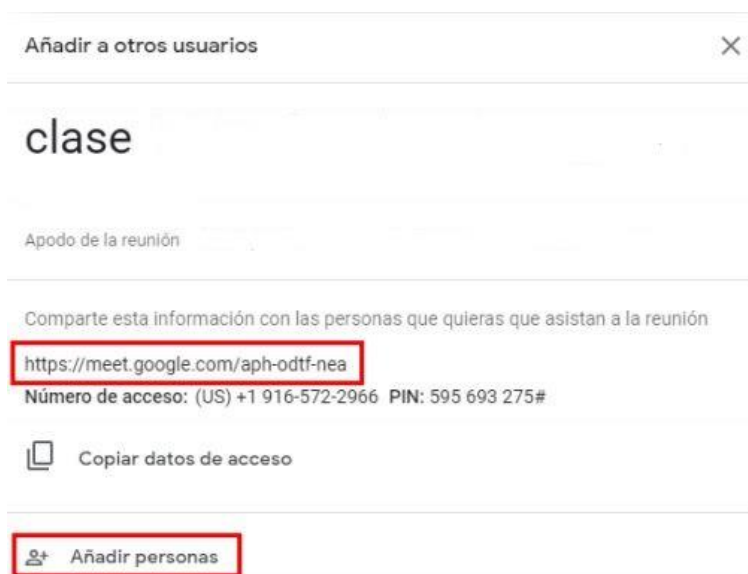 Añadir a otros usuarios
clase
Apodo de la reunión
Comparte esta información con las personas que quieras que asistan a la reunión
https://meet.google.com/aph-odtf-nea
Número de acceso: (US) +1 916-572-2966 PIN: 595 693 275#
Copiar datos de acceso
Añadir personas